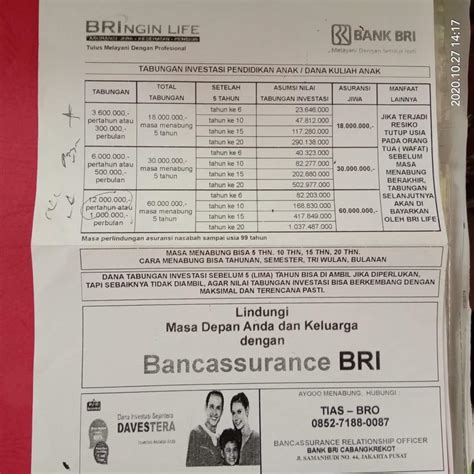 2020.10.27 14:17
BRINGIN LIFE
ASURANSI JIWA • KESEHATAN • PENSIUN
Tulus Melayani Dengan Profesional
BANK BRI
Melayani Dengan Setulus Hati
TABUNGAN INVESTASI PENDIDIKAN ANAK / DANA KULIAH ANAK
TABUNGAN TOTAL TABUNGAN SETELAH 5 TAHUN ASUMSI NILAI TABUNGAN INVESTASI ASURANSI JIWA MANFAAT LAINNYA
3.600.000,- pertahun atau 300.000,- perbulan
18.000.000,- masa menabung 5 tahun
tahun ke 6 23.646.000
tahun ke 10 47.812.000
tahun ke 15 117.280.000
tahun ke 20 290.138.000
18.000.000,-
6.000.000,- pertahun atau 500.000,- perbulan
30.000.000,- masa menabung 5 tahun
tahun ke 6 40.323.000
tahun ke 10 82.277.000
tahun ke 15 202.880.000
tahun ke 20 502.977.000
30.000.000,-
12.000.000,- pertahun atau 1.000.000,- perbulan
60.000.000,- masa menabung 5 tahun
tahun ke 6 82.203.000
tahun ke 10 168.830.000
tahun ke 15 417.849.000
tahun ke 20 1.037.487.000
60.000.000,-
JIKA TERJADI
RESIKO
TUTUP USIA
PADA ORANG
TUA ( WAFAT)
SEBELUM
MASA
MENABUNG
BERAKHIR,
TABUNGAN
SELANJUTNYA
AKAN DI
BAYARKAN
OLEH BRI LIFE
Masa perlindungan asuransi nasabah sampai usia 99 tahun
MASA MENABUNG BISA 5 THN. 10 THN, 15 THN, 20 THN.
CARA MENABUNG BISA TAHUNAN, SEMESTER, TRI WULAN, BULANAN
DANA TABUNGAN INVESTASI SEBELUM 5 (LIMA) TAHUN BISA DI AMBIL JIKA DIPERLUKAN,
TAPI SEBAIKNYA TIDAK DIAMBIL, AGAR NILAI TABUNGAN INVESTASI BISA BERKEMBANG DENGAN
MAKSIMAL DAN TERENCANA PASTI.
Lindungi
Masa Depan Anda dan Keluarga
dengan
Bancassurance BRI
Dana Investasi Sejahtera
DAVESTERA
AYOOO MENABUNG, HUBUNGI :
TIAS – BRO
0852-7188-0087
BANCASSURANCE RELATIONSHIP OFFICER
BANK BRI CABANGKREKOT
JL. SAMANHUDI NO. 44, JAKARTA PUSAT